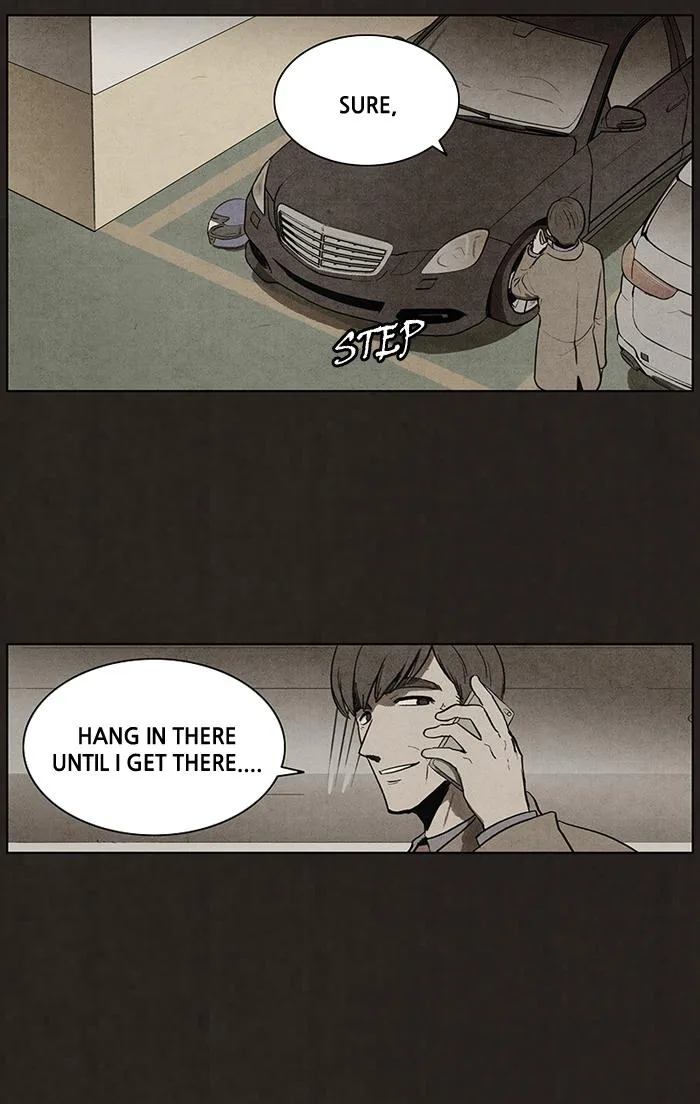 SURE,
STEP
HANG IN THERE
UNTIL I GET THERE....